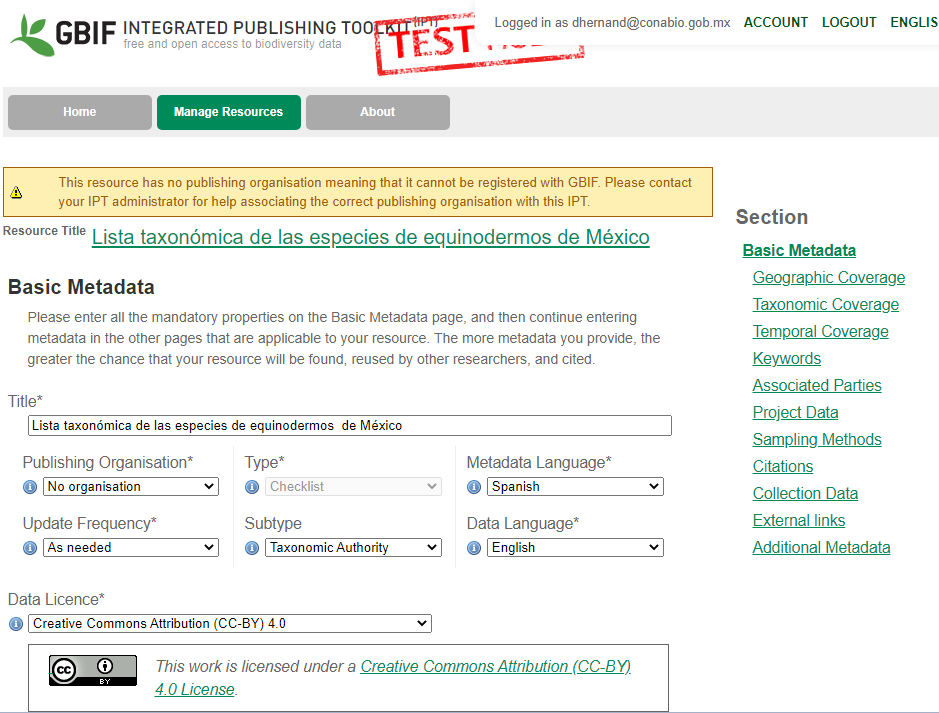 GBIF INTEGRATED PUBLISHING TOOLKIT (IPT)
free and open access to biodiversity data
TEST
Logged in as dhernand@conabio.gob.mx ACCOUNT LOGOUT ENGLIS
Home Manage Resources About
This resource has no publishing organisation meaning that it cannot be registered with GBIF. Please contact
your IPT administrator for help associating the correct publishing organisation with this IPT.
Resource Title Lista taxonómica de las especies de equinodermos de México
Basic Metadata
Please enter all the mandatory properties on the Basic Metadata page, and then continue entering
metadata in the other pages that are applicable to your resource. The more metadata you provide, the
greater the chance that your resource will be found, reused by other researchers, and cited.
Title*
Lista taxonómica de las especies de equinodermos  de México
Publishing Organisation* Type* Metadata Language*
No organisation Checklist Spanish
Update Frequency* Subtype Data Language*
As needed Taxonomic Authority English
Data Licence*
Creative Commons Attribution (CC-BY) 4.0
cc BY
This work is licensed under a Creative Commons Attribution (CC-BY)
4.0 License.
Section
Basic Metadata
Geographic Coverage
Taxonomic Coverage
Temporal Coverage
Keywords
Associated Parties
Project Data
Sampling Methods
Citations
Collection Data
External links
Additional Metadata